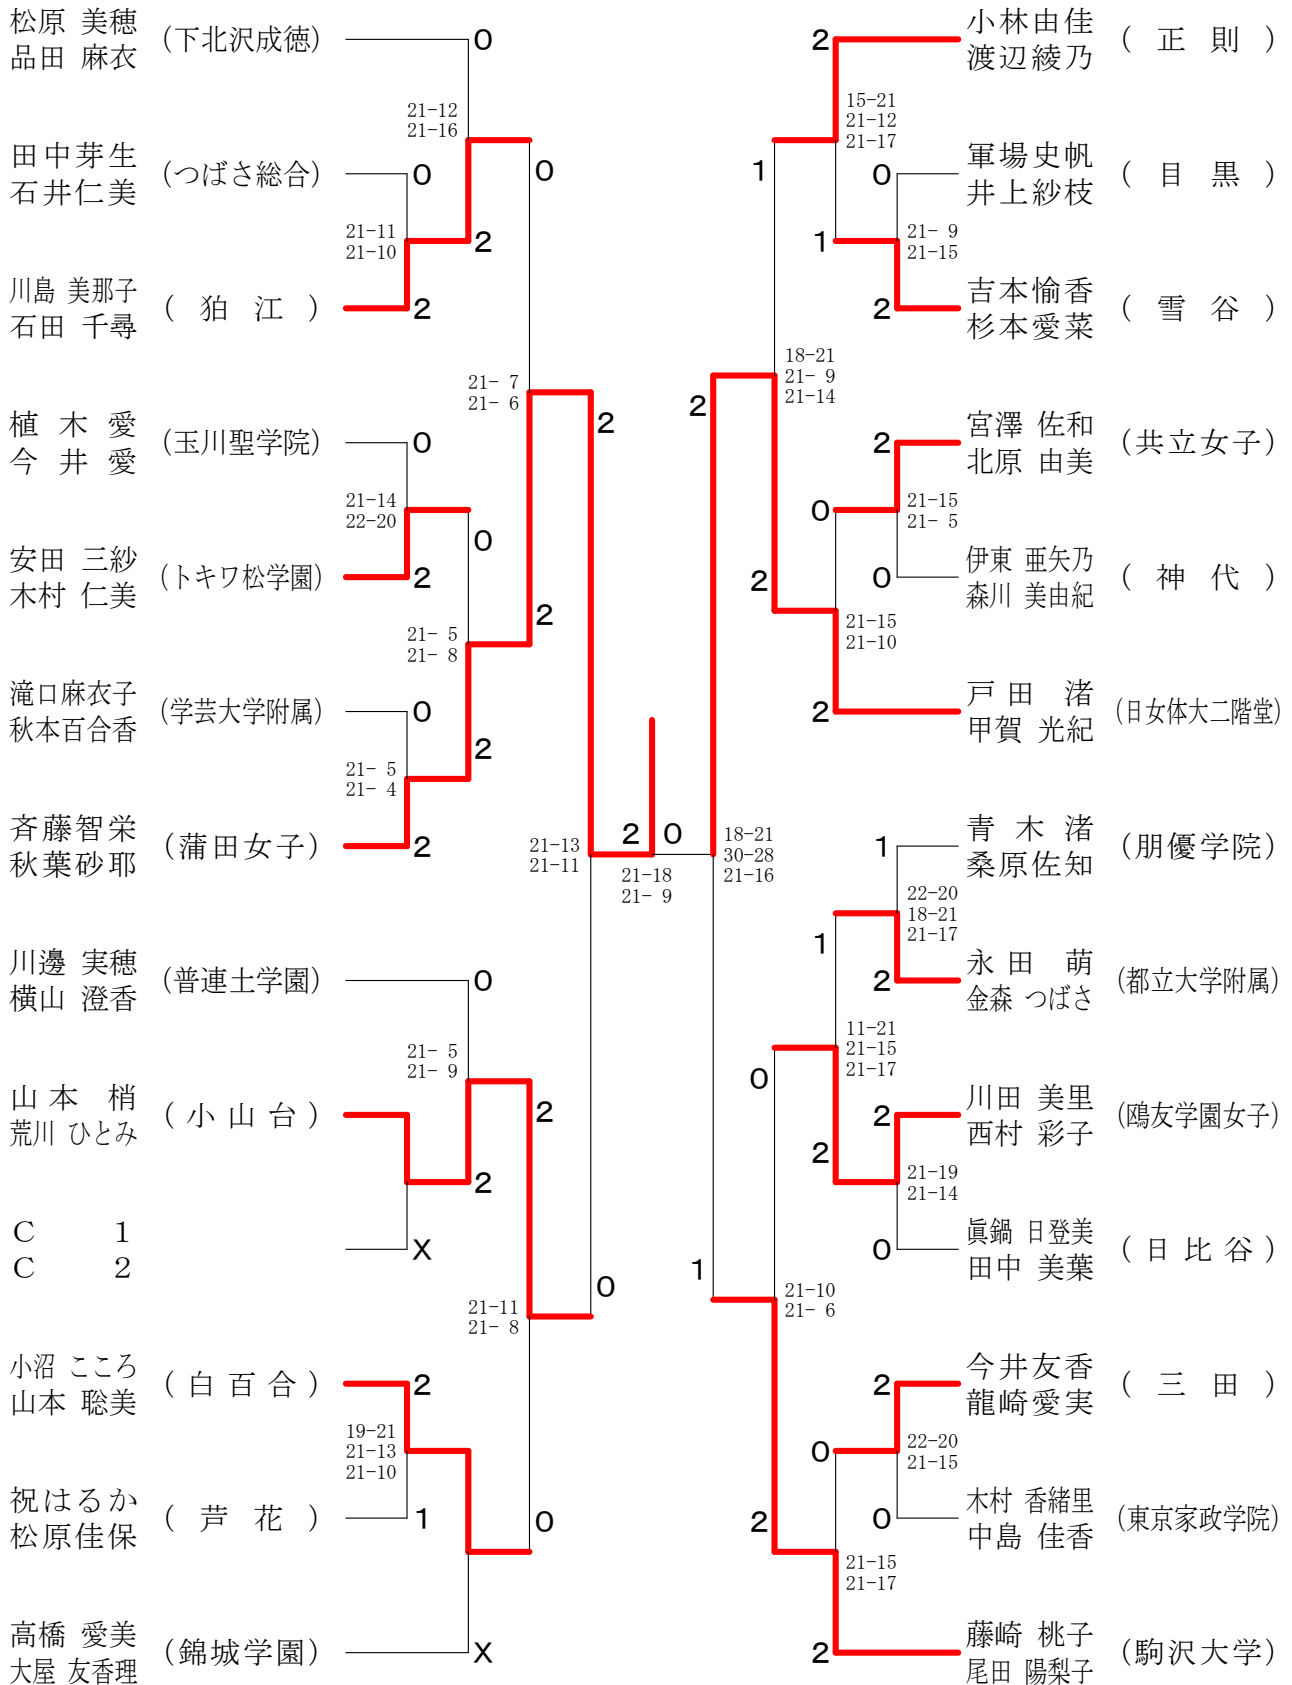 松原 美穂
品田 麻衣
(下北沢成徳)
0
21-12
21-16
田中芽生
石井仁美
(つばさ総合)
0
0
21-11
21-10
2
川島 美那子
石田 千尋
( 狛 江 )
2
21- 7
21- 6
2
植 木 愛
今 井 愛
(玉川聖学院)
0
21-14
22-20
0
安田 三紗
木村 仁美
(トキワ松学園)
2
2
21- 5
21- 8
滝口麻衣子
秋本百合香
(学芸大学附属)
0
2
21- 5
21- 4
斉藤智栄
秋葉砂耶
(蒲田女子)
2
21-13
21-11
2
0
21-18
21- 9
川邊 実穂
横山 澄香
(普連土学園)
0
21- 5
21- 9
山 本 梢
荒川 ひとみ
( 小 山 台 )
2
2
C 1
C 2
X
0
21-11
21- 8
小沼 こころ
山本 聡美
( 白 百 合 )
2
19-21
21-13
21-10
祝はるか
松原佳保
( 芦 花 )
1
0
高橋 愛美
大屋 友香理
(錦城学園)
X
2
小林由佳
渡辺綾乃
( 正 則 )
15-21
21-12
21-17
1
0
軍場史帆
井上紗枝
( 目 黒 )
1
21- 9
21-15
2
吉本愉香
杉本愛菜
( 雪 谷 )
18-21
21- 9
21-14
2
2
宮澤 佐和
北原 由美
(共立女子)
0
21-15
21- 5
2
0
伊東 亜矢乃
森川 美由紀
( 神 代 )
21-15
21-10
2
戸 田 渚
甲賀 光紀
(日女体大二階堂)
18-21
30-28
21-16
1
青 木 渚
桑原佐知
(朋優学院)
22-20
18-21
21-17
1
2
永 田 萌
金森 つばさ
(都立大学附属)
11-21
21-15
21-17
0
2
川田 美里
西村 彩子
(鴎友学園女子)
2
21-19
21-14
0
眞鍋 日登美
田中 美葉
( 日 比 谷 )
1
21-10
21- 6
2
今井友香
龍崎愛実
( 三 田 )
0
22-20
21-15
2
0
木村 香緒里
中島 佳香
(東京家政学院)
21-15
21-17
2
藤崎 桃子
尾田 陽梨子
(駒沢大学)